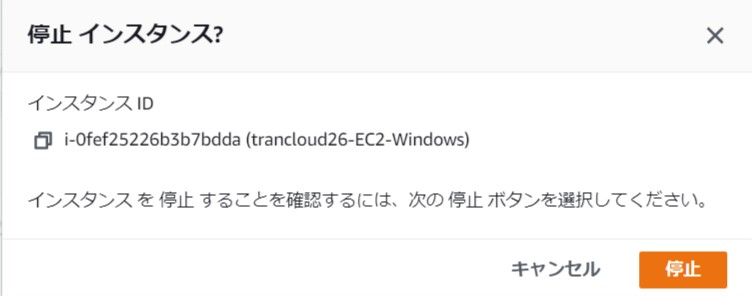 停止 インスタンス?
インスタンス ID
i-0fef25226b3b7bdda (trancloud26-EC2-Windows)
インスタンス を 停止 することを確認するには、次の 停止 ボタンを選択してください。
キャンセル
停止